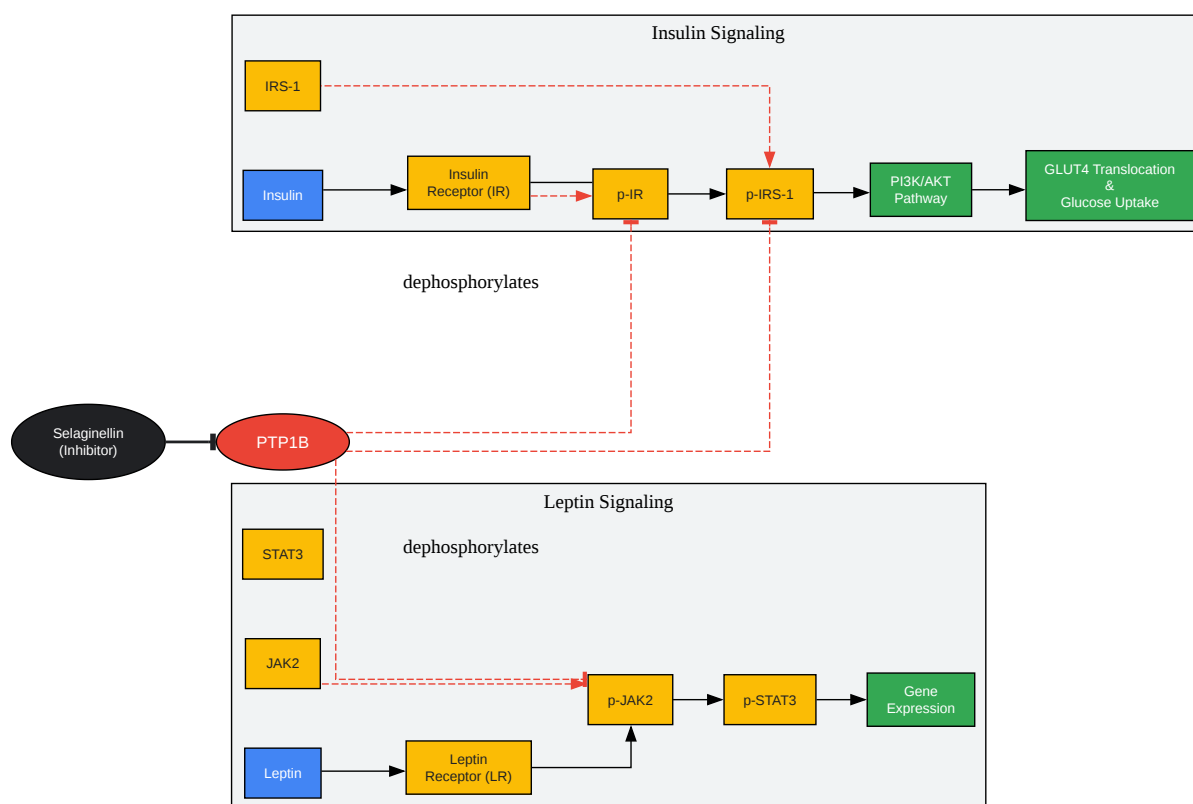 Insulin Signaling
IRS-1
Insulin
Insulin
Receptor (IR)
p-IR
p-IRS-1
PI3K/AKT
Pathway
GLUT4 Translocation
&
Glucose Uptake
dephosphorylates
Selaginellin
(Inhibitor)
PTP1B
Leptin Signaling
STAT3
dephosphorylates
JAK2
p-JAK2
p-STAT3
Gene
Expression
Leptin
Leptin
Receptor (LR)